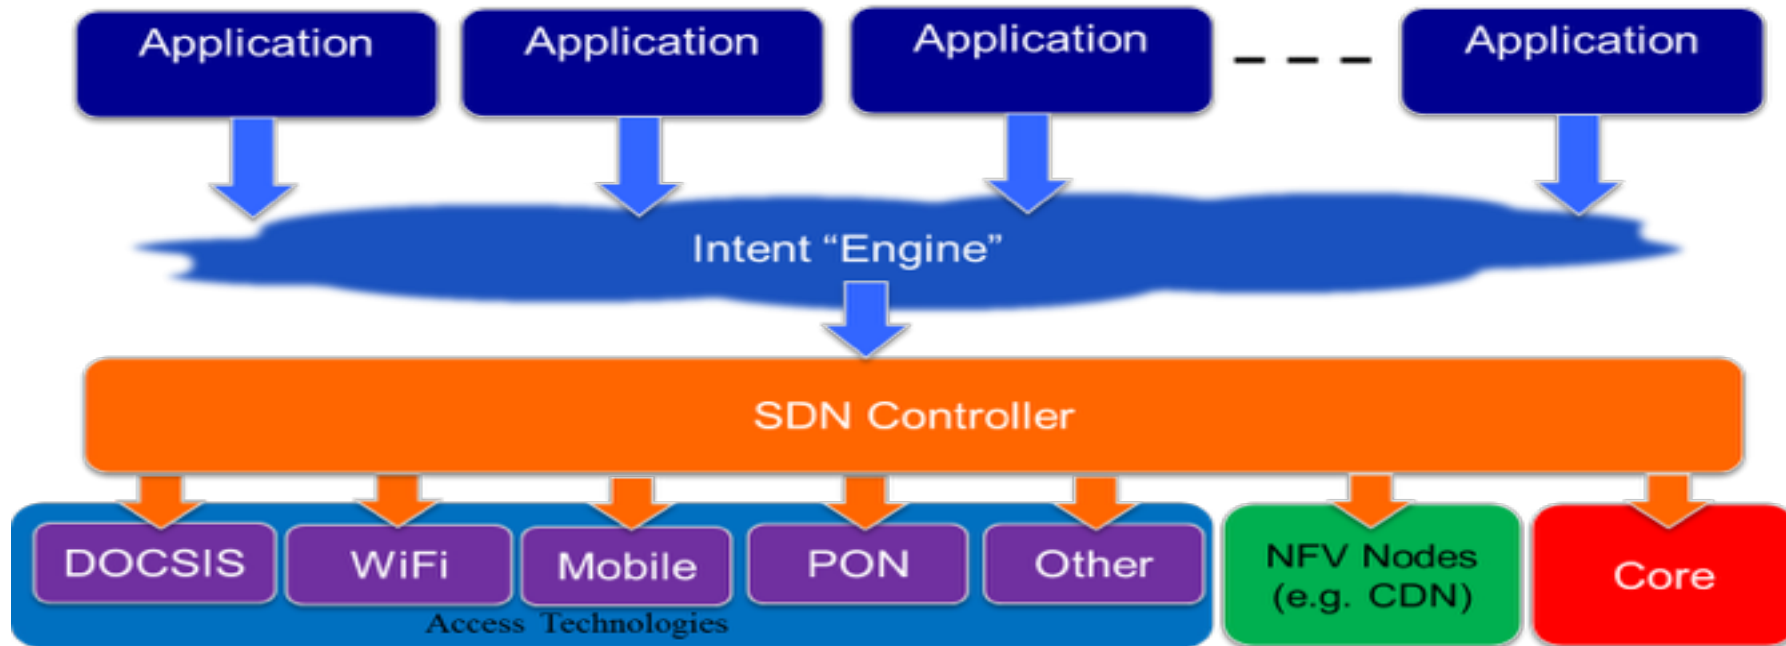 Application
Application
Application
Application
Intent “Engine”
SDN Controller
DOCSIS
WiFi
Mobile
PON
Other
Access Technologies
NFV Nodes
(e.g. CDN)
Core